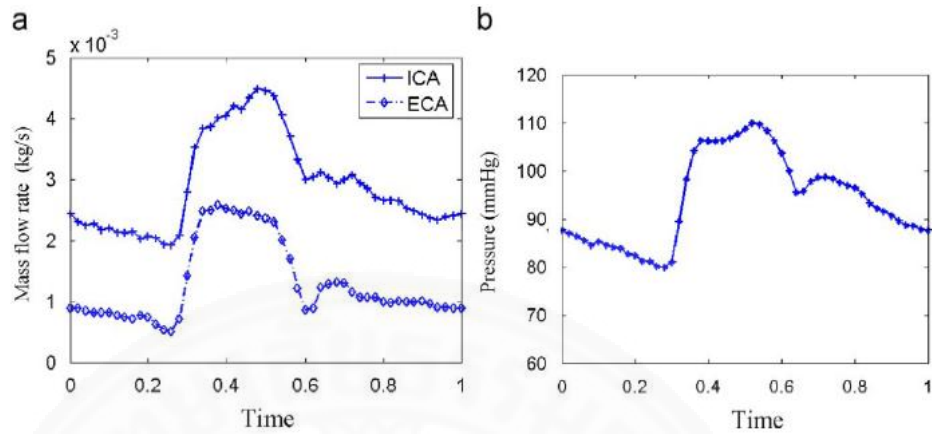 a
x 10⁻³
5
4
3
2
1
0
Mass flow rate (kg/s)
ICA
ECA
0 0.2 0.4 0.6 0.8 1
Time
b
120
110
100
90
80
70
60
Pressure (mmHg)
0 0.2 0.4 0.6 0.8 1
Time